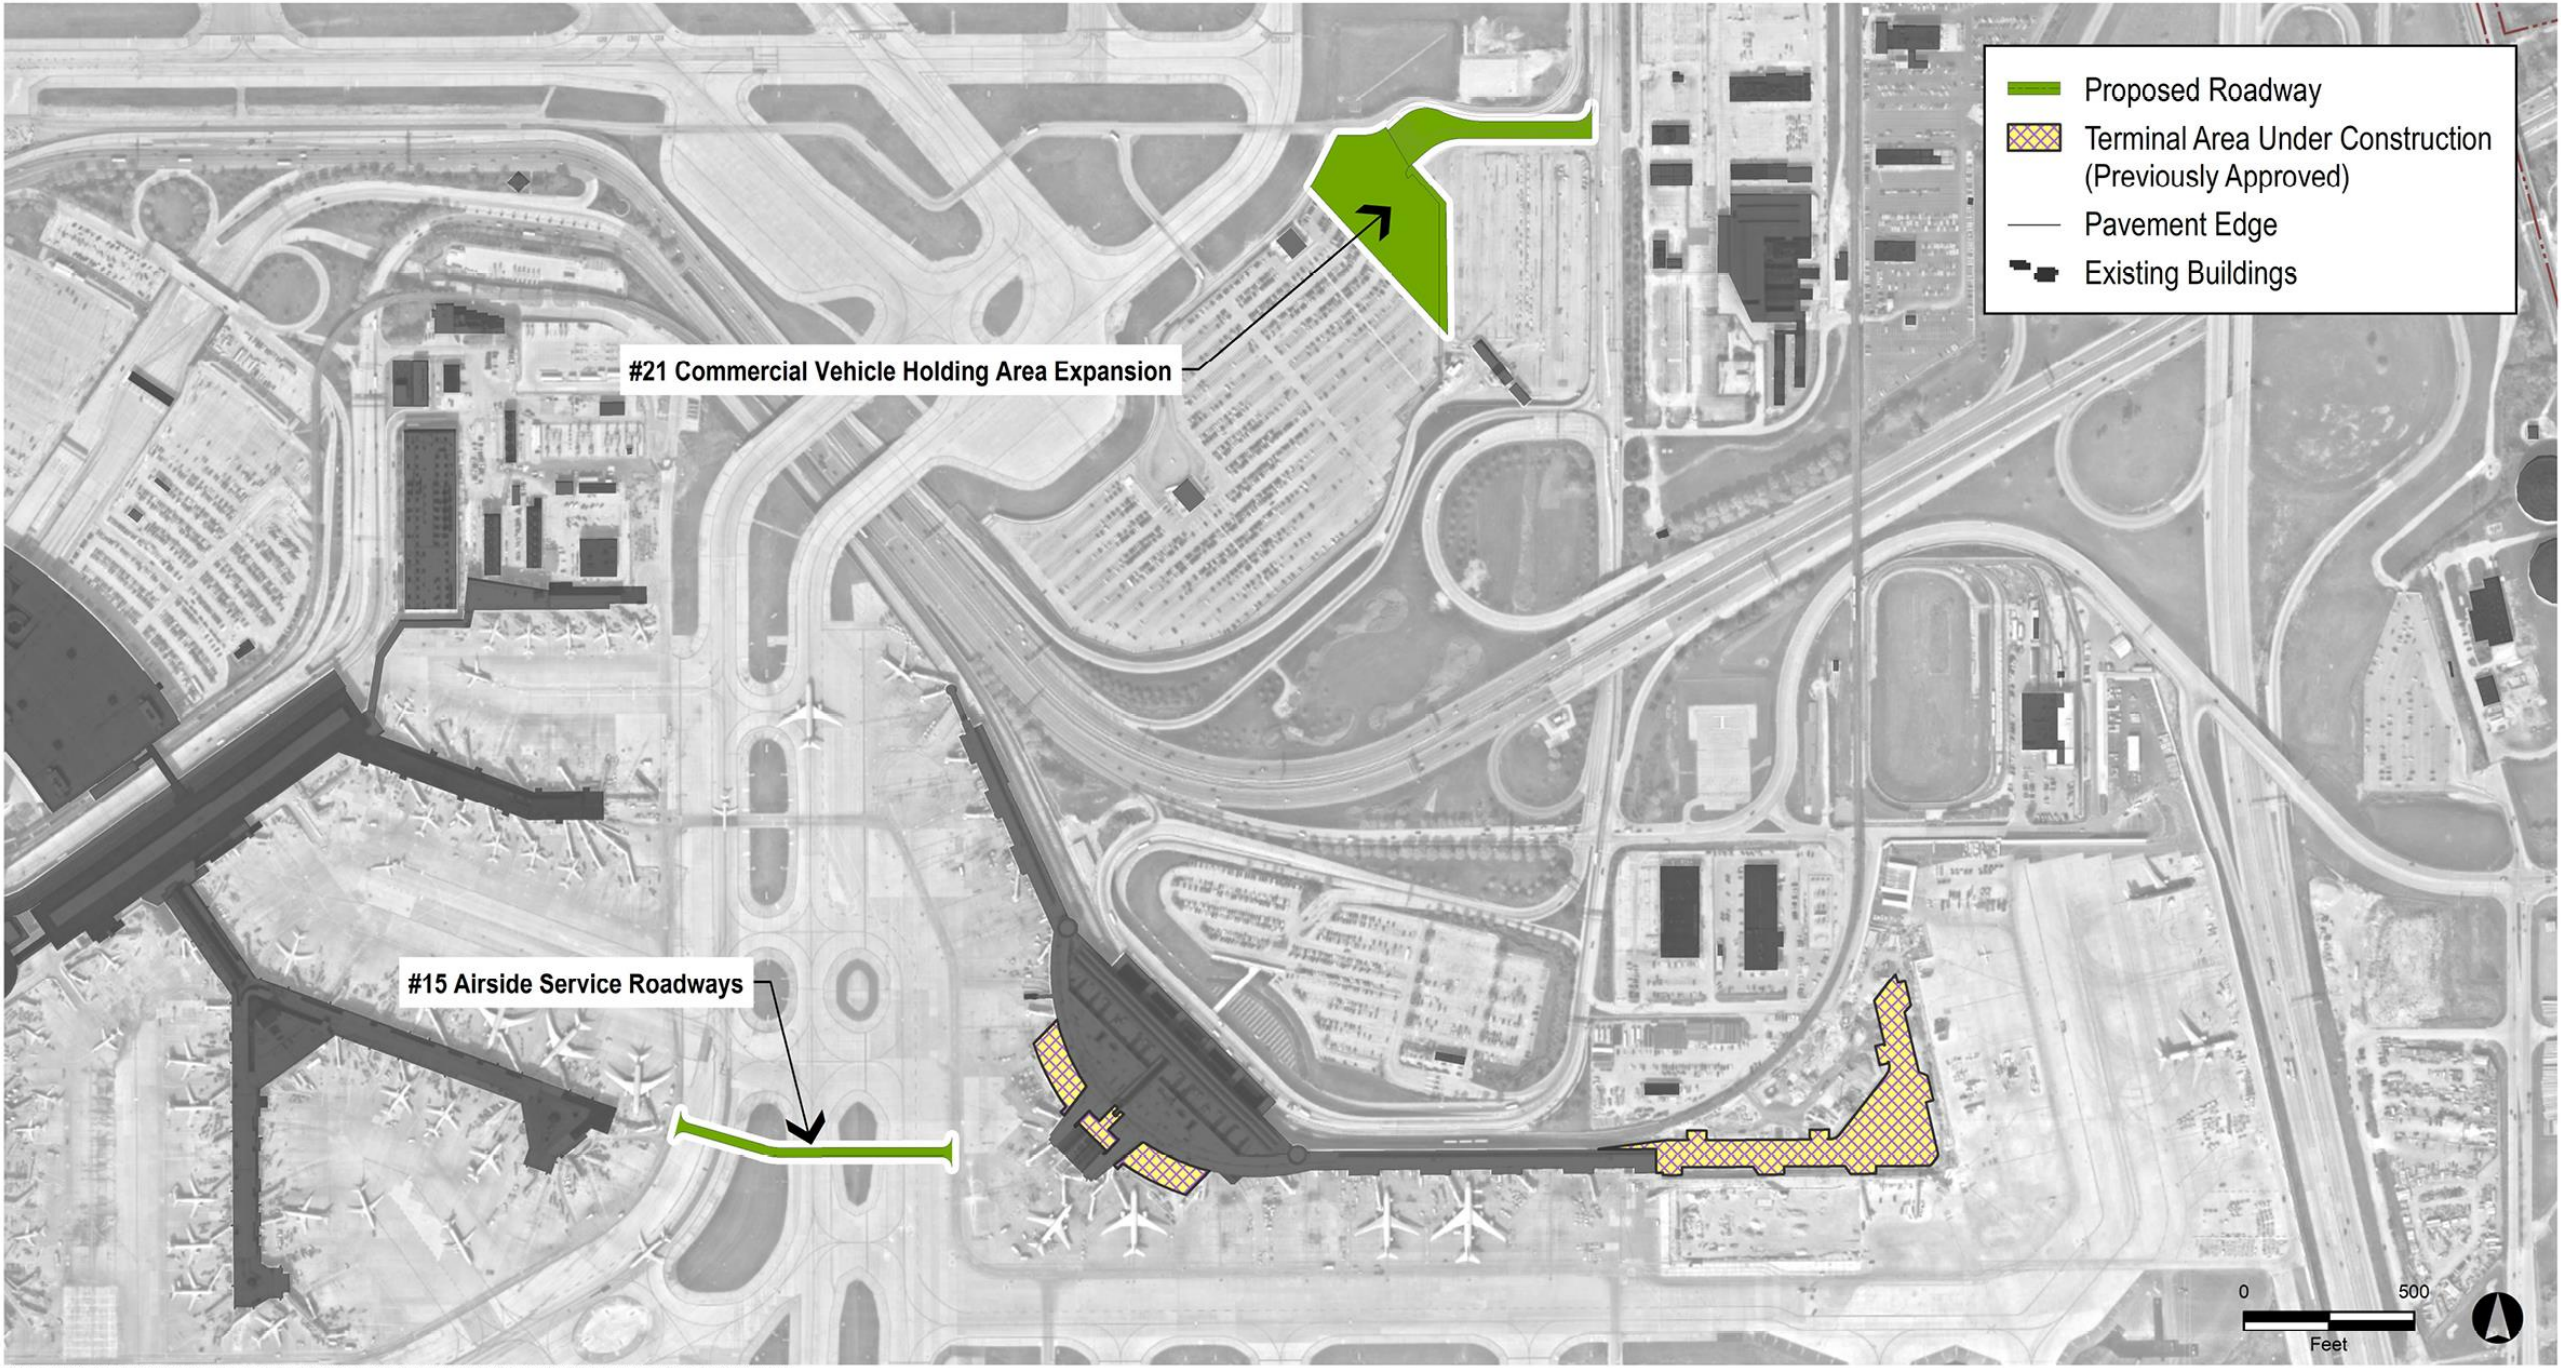 Proposed Roadway
Terminal Area Under Construction
(Previously Approved)
Pavement Edge
Existing Buildings
#21 Commercial Vehicle Holding Area Expansion
#15 Airside Service Roadways
0 500
Feet